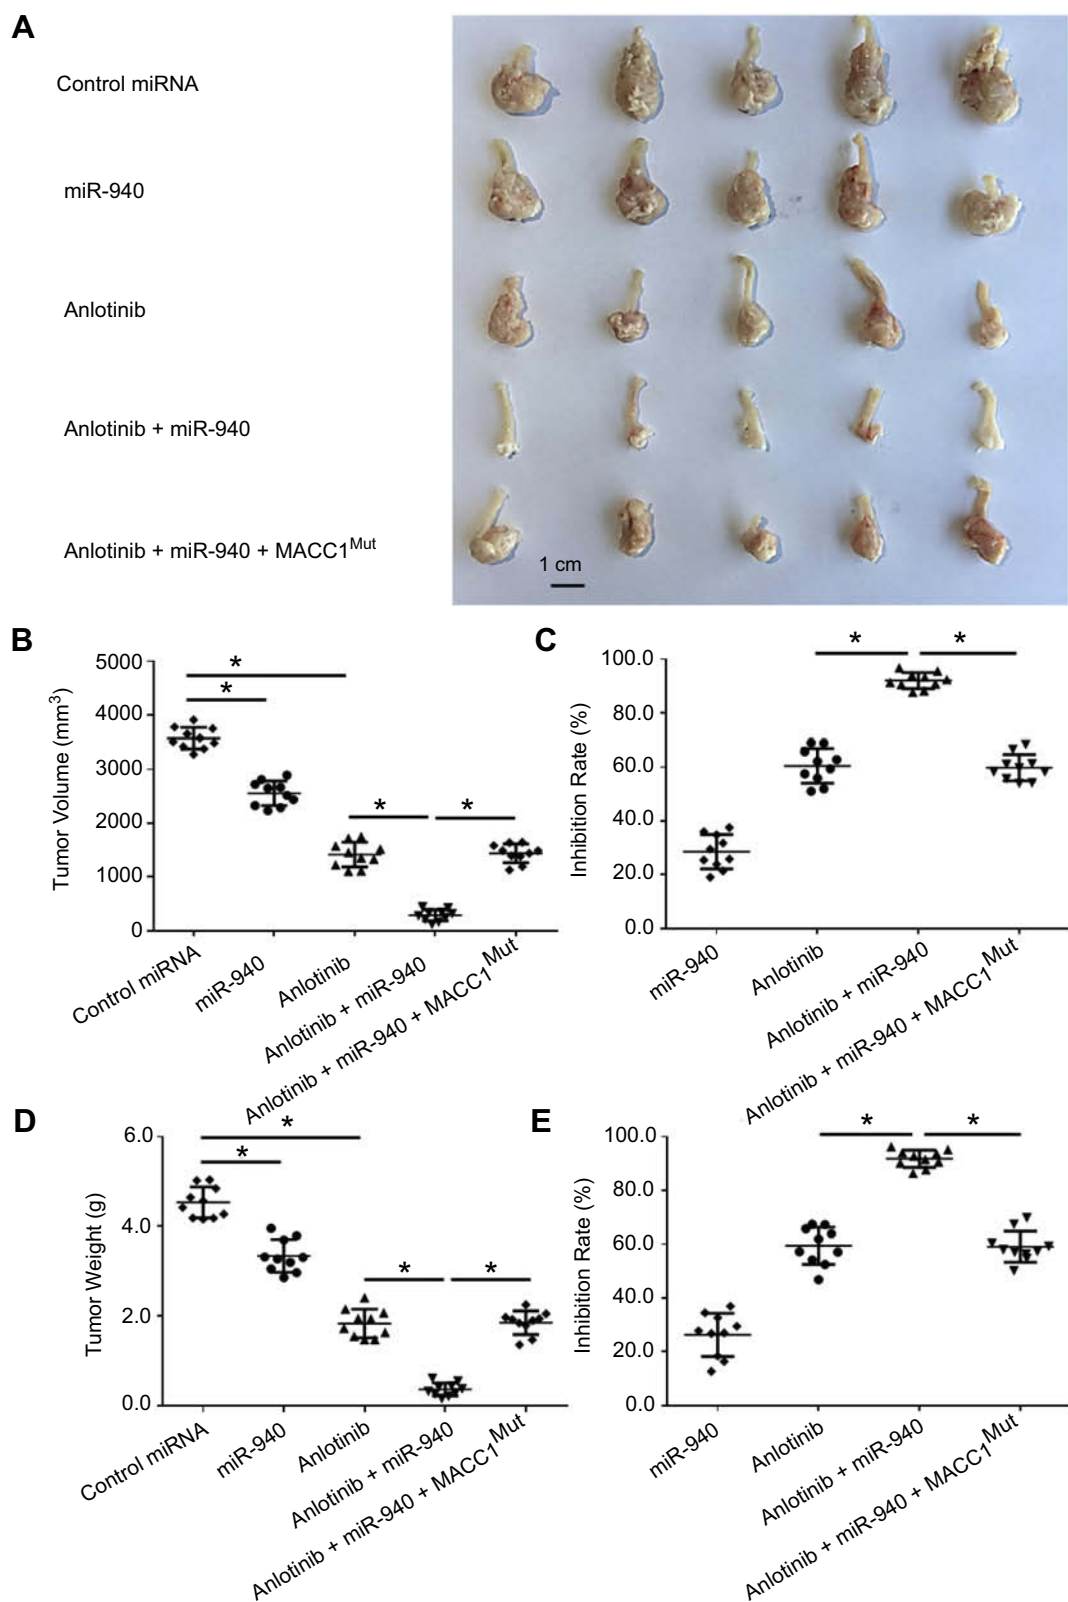 A
Control miRNA
miR-940
Anlotinib
Anlotinib + miR-940
Anlotinib + miR-940 + MACC1Mut
1 cm
B
Tumor Volume (mm3)
5000
4000
3000
2000
1000
0
*
*
*
*
Control miRNA
miR-940
Anlotinib
Anlotinib + miR-940
Anlotinib + miR-940 + MACC1Mut
C
Inhibition Rate (%)
100.0
80.0
60.0
40.0
20.0
0.0
*
*
miR-940
Anlotinib
Anlotinib + miR-940
Anlotinib + miR-940 + MACC1Mut
D
Tumor Weight (g)
6.0
4.0
2.0
0.0
*
*
*
*
Control miRNA
miR-940
Anlotinib
Anlotinib + miR-940
Anlotinib + miR-940 + MACC1Mut
E
Inhibition Rate (%)
100.0
80.0
60.0
40.0
20.0
0.0
*
*
miR-940
Anlotinib
Anlotinib + miR-940
Anlotinib + miR-940 + MACC1Mut